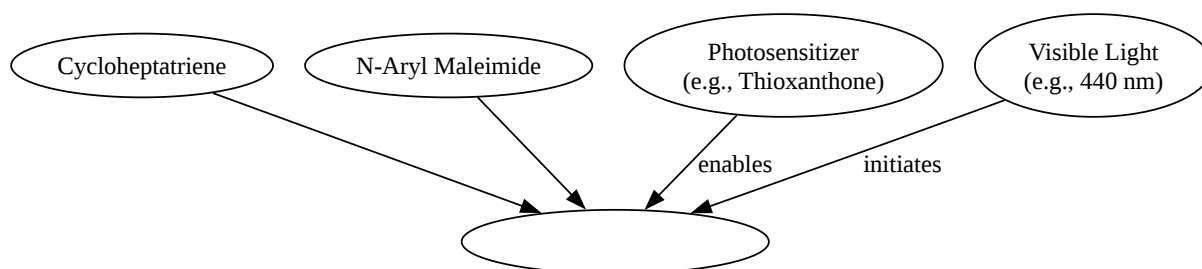 Cycloheptatriene
N-Aryl Maleimide
Photosensitizer
(e.g., Thioxanthone)
Visible Light
(e.g., 440 nm)
enables
initiates